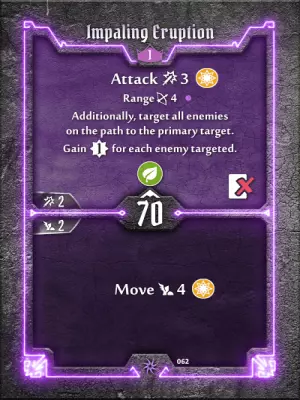 Impaling Eruption
1
Attack 3
Range 4
Additionally, target all enemies
on the path to the primary target.
Gain 1 for each enemy targeted.
2
70
2
Move 4
062